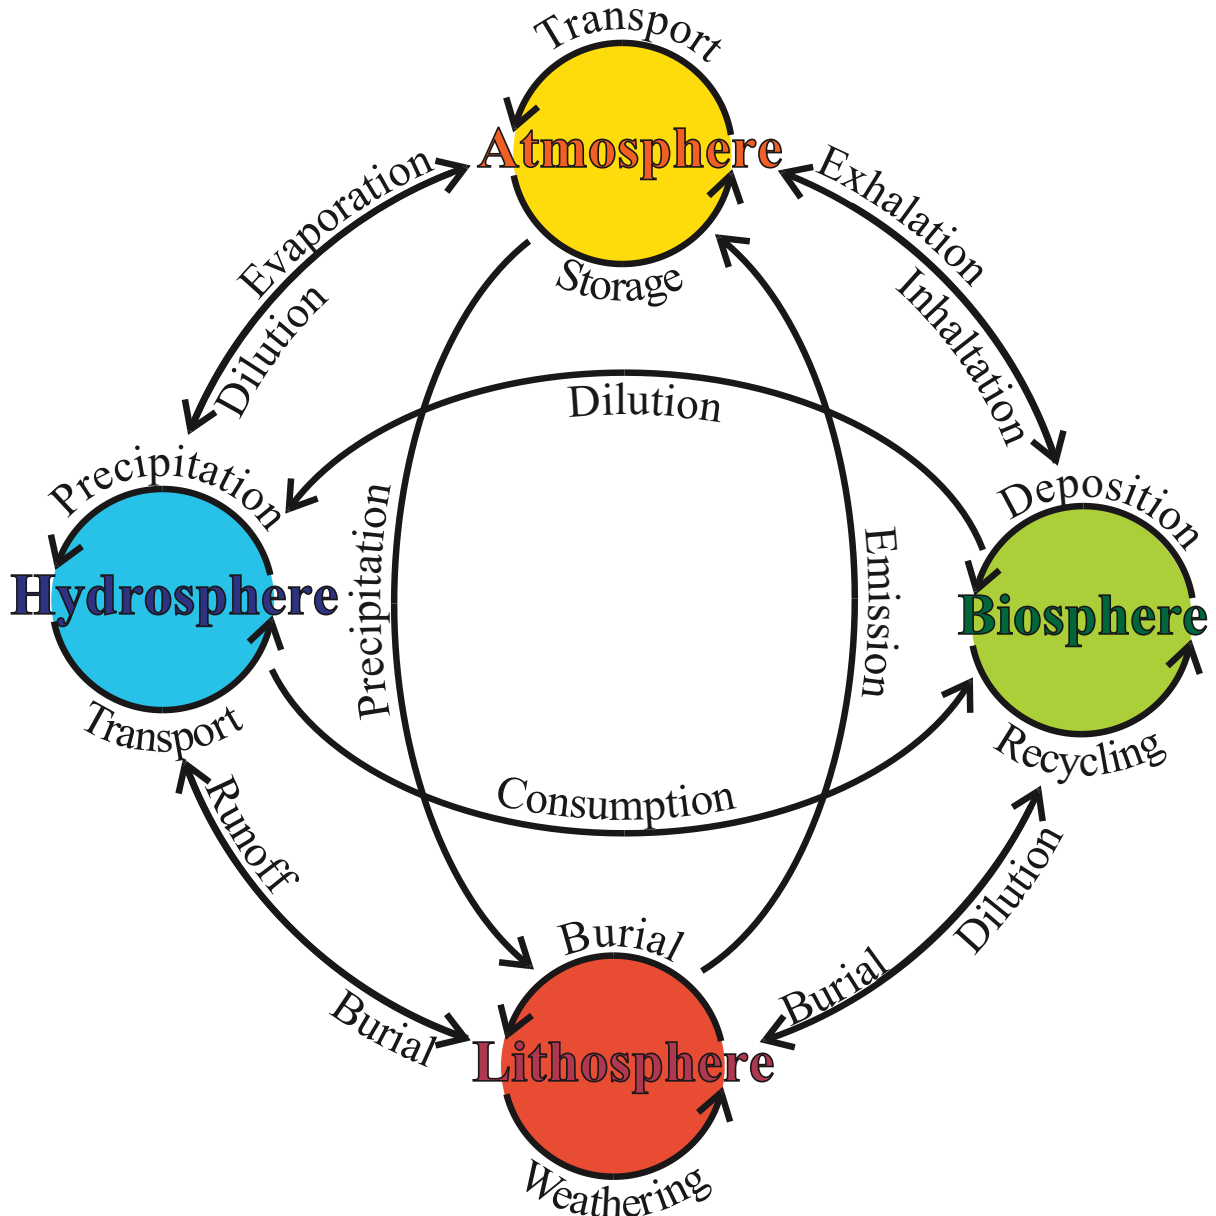 Transport
Atmosphere
Storage
Evaporation
Dilution
Exhalation
Inhaltation
Dilution
Precipitation
Hydrosphere
Transport
Precipitation
Emission
Deposition
Biosphere
Recycling
Consumption
Runoff
Burial
Dilution
Burial
Burial
Lithosphere
Weathering